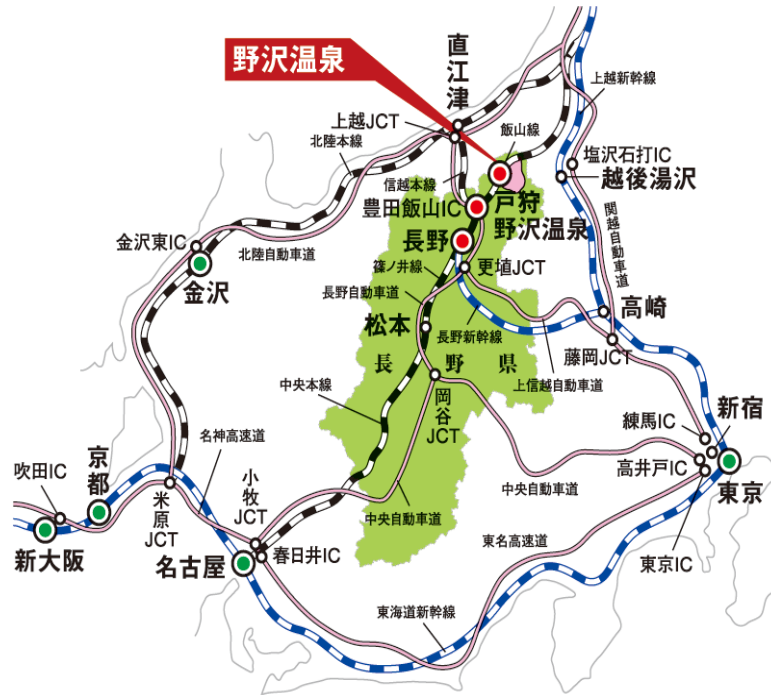 野沢温泉
直江津
上越JCT
北陸本線
飯山線
上越新幹線
塩沢石打IC
越後湯沢
信越本線
豊田飯山IC
戸狩
野沢温泉
長野
関越自動車道
金沢東IC
北陸自動車道
金沢
篠ノ井線
更埴JCT
長野自動車道
高崎
松本
長野新幹線
藤岡JCT
長野県
上信越自動車道
中央本線
岡谷
JCT
練馬IC
新宿
名神高速道
高井戸IC
東京
吹田IC
京都
小牧
JCT
中央自動車道
中央自動車道
米原
JCT
新大阪
名古屋
春日井IC
東名高速道
東京IC
東海道新幹線